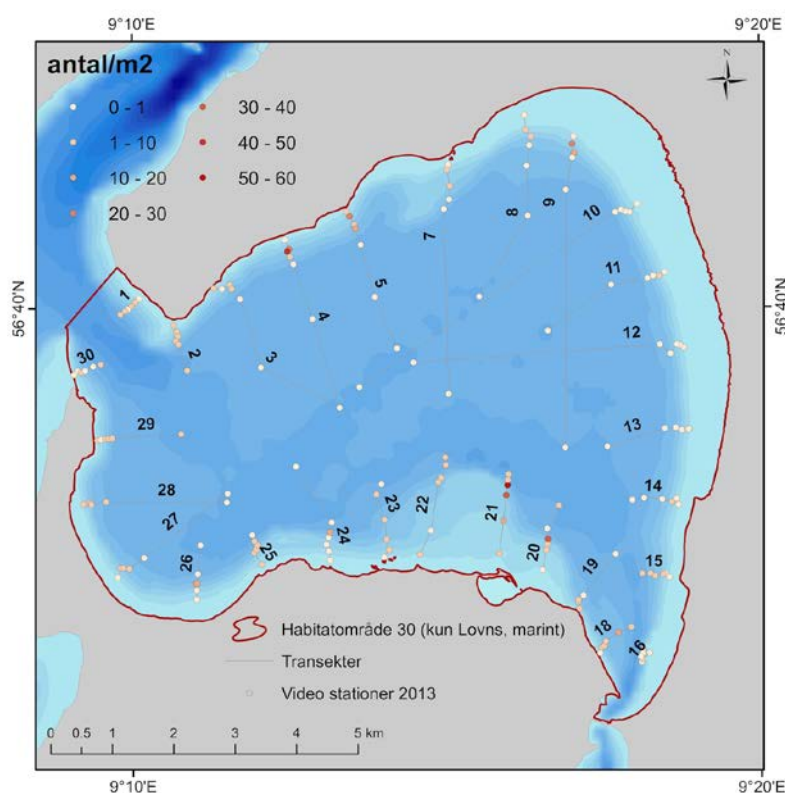 9°10'E
9°20'E
antal/m2
0 - 1
30 - 40
1 - 10
40 - 50
10 - 20
50 - 60
20 - 30
N
56°40'N
56°40'N
1
2
3
4
5
7
8
9
10
11
12
13
14
15
16
18
19
20
21
22
23
24
25
26
27
28
29
30
Habitatområde 30 (kun Lovns, marint)
Transekter
Video stationer 2013
0 0.5 1 2 3 4 5 km
9°10'E
9°20'E